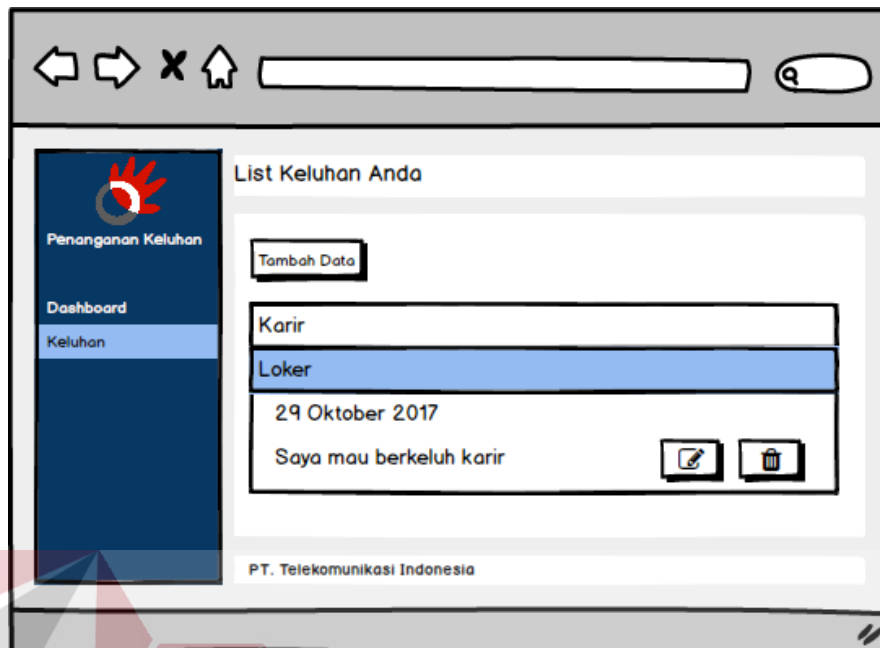 List Keluhan Anda
Penanganan Keluhan
Dashboard
Keluhan
Tambah Data
Karir
Loker
29 Oktober 2017
Saya mau berkeluh karir
PT. Telekomunikasi Indonesia